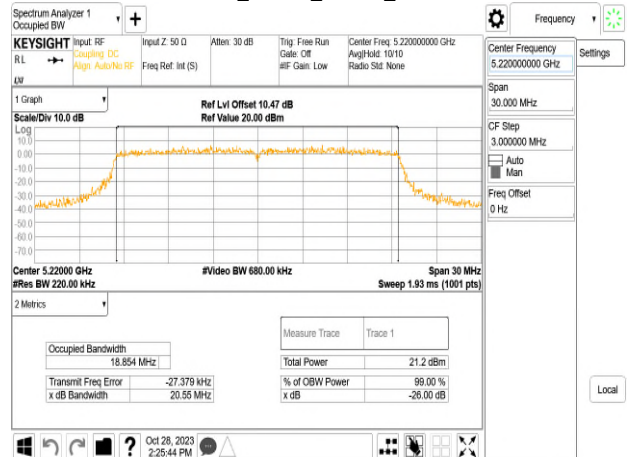 Spectrum Analyzer 1
Occupied BW
Frequency
KEYSIGHT
RL
Input: RF
Coupling: DC
Align: Auto/No RF
Input Z: 50 Ω
Freq Ref: Int (S)
Atten: 30 dB
Trig: Free Run
Gate: Off
#IF Gain: Low
Center Freq: 5.220000000 GHz
Avg|Hold: 10/10
Radio Std: None
Center Frequency
5.220000000 GHz
Settings
Span
30.000 MHz
CF Step
3.000000 MHz
Auto
Man
Freq Offset
0 Hz
Local
1 Graph
Scale/Div 10.0 dB
Ref Lvl Offset 10.47 dB
Ref Value 20.00 dBm
Log
10.0
0.00
-10.0
-20.0
-30.0
-40.0
-50.0
-60.0
-70.0
Center 5.22000 GHz
#Video BW 680.00 kHz
Span 30 MHz
#Res BW 220.00 kHz
Sweep 1.93 ms (1001 pts)
2 Metrics
Measure Trace Trace 1
Occupied Bandwidth
18.854 MHz
Total Power 21.2 dBm
Transmit Freq Error -27.379 kHz
% of OBW Power 99.00 %
x dB Bandwidth 20.55 MHz
x dB -26.00 dB
?
Oct 28, 2023
2:25:44 PM